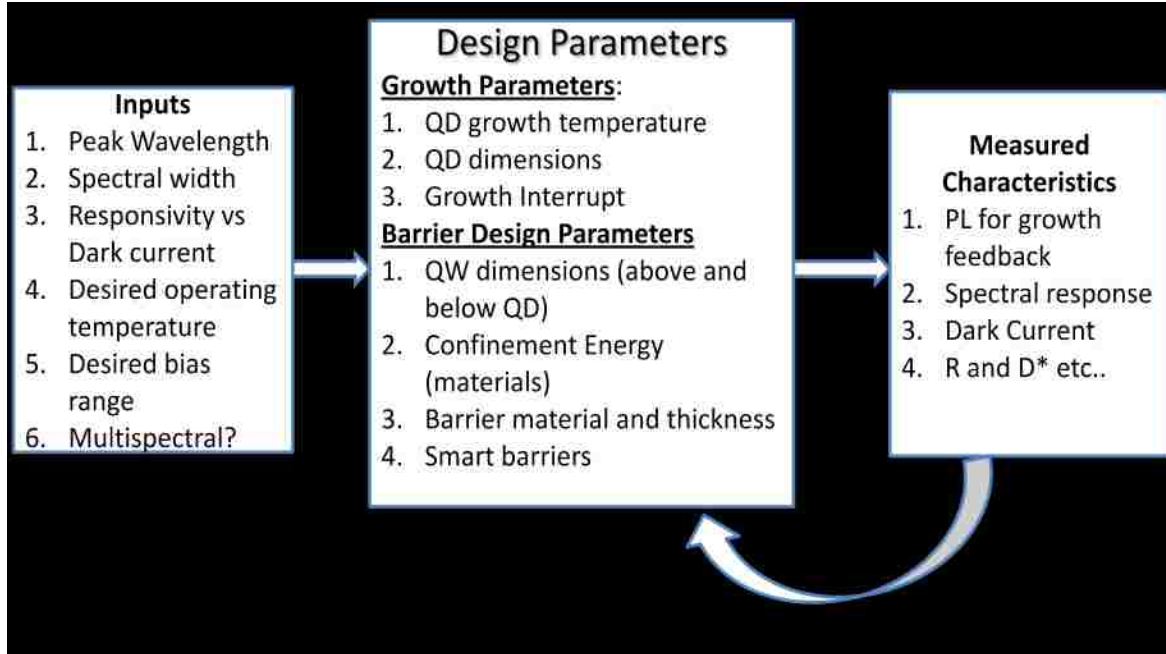 Inputs
1. Peak Wavelength
2. Spectral width
3. Responsivity vs
Dark current
4. Desired operating
temperature
5. Desired bias
range
6. Multispectral?
Design Parameters
Growth Parameters:
1. QD growth temperature
2. QD dimensions
3. Growth Interrupt
Barrier Design Parameters
1. QW dimensions (above and
below QD)
2. Confinement Energy
(materials)
3. Barrier material and thickness
4. Smart barriers
Measured
Characteristics
1. PL for growth
feedback
2. Spectral response
3. Dark Current
4. R and D* etc..